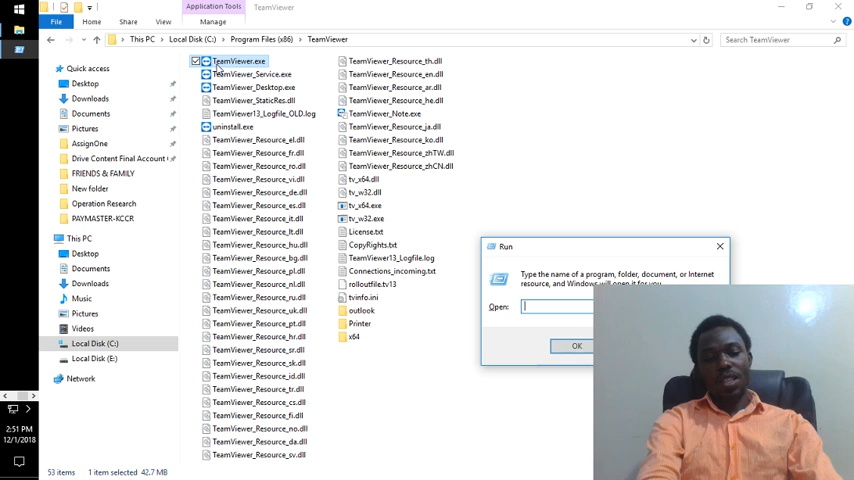 Application Tools
TeamViewer
File
Home
Share
View
Manage
This PC
Local Disk (C:)
Program Files (x86)
TeamViewer
Search TeamViewer
Quick access
Desktop
Downloads
Documents
Pictures
AssignOne
Drive Content Final Account
FRIENDS & FAMILY
New folder
Operation Research
PAYMASTER-KCCR
This PC
Desktop
Documents
Downloads
Music
Pictures
Videos
Local Disk (C:)
Local Disk (E:)
Network
TeamViewer.exe
TeamViewer_Service.exe
TeamViewer_Desktop.exe
TeamViewer_StaticRes.dll
TeamViewer13_Logfile_OLD.log
uninstall.exe
TeamViewer_Resource_el.dll
TeamViewer_Resource_fr.dll
TeamViewer_Resource_ro.dll
TeamViewer_Resource_vi.dll
TeamViewer_Resource_de.dll
TeamViewer_Resource_es.dll
TeamViewer_Resource_it.dll
TeamViewer_Resource_lt.dll
TeamViewer_Resource_hu.dll
TeamViewer_Resource_bg.dll
TeamViewer_Resource_pl.dll
TeamViewer_Resource_nl.dll
TeamViewer_Resource_ru.dll
TeamViewer_Resource_uk.dll
TeamViewer_Resource_pt.dll
TeamViewer_Resource_hr.dll
TeamViewer_Resource_sr.dll
TeamViewer_Resource_sk.dll
TeamViewer_Resource_id.dll
TeamViewer_Resource_tr.dll
TeamViewer_Resource_cs.dll
TeamViewer_Resource_fi.dll
TeamViewer_Resource_no.dll
TeamViewer_Resource_da.dll
TeamViewer_Resource_sv.dll
TeamViewer_Resource_th.dll
TeamViewer_Resource_en.dll
TeamViewer_Resource_ar.dll
TeamViewer_Resource_he.dll
TeamViewer_Note.exe
TeamViewer_Resource_ja.dll
TeamViewer_Resource_ko.dll
TeamViewer_Resource_zhTW.dll
TeamViewer_Resource_zhCN.dll
tv_x64.dll
tv_w32.dll
tv_x64.exe
tv_w32.exe
License.txt
CopyRights.txt
TeamViewer13_Logfile.log
Connections_incoming.txt
rolloutfile.tv13
tvinfo.ini
outlook
Printer
x64
Run
Type the name of a program, folder, document, or Internet
resource, and Windows will open it for you.
Open:
OK
2:51 PM
12/1/2018
53 items
1 item selected 42.7 MB